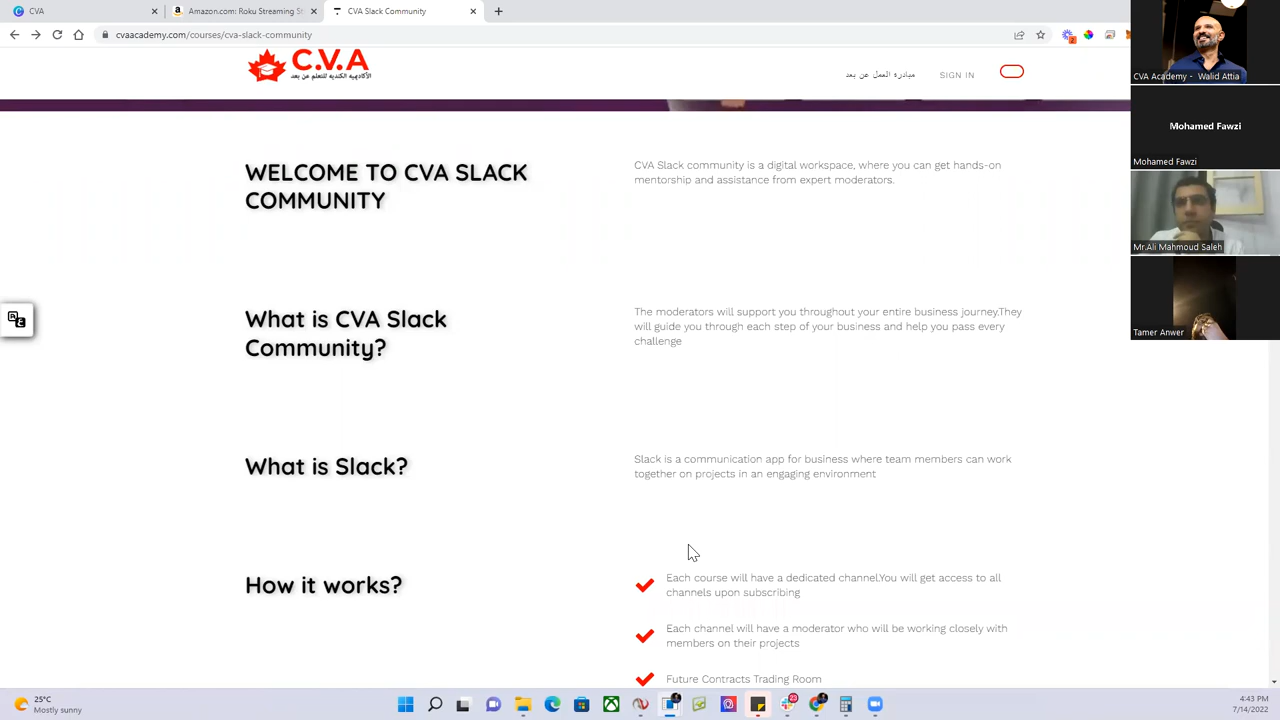 CVA
Amazon.com: Roku Streaming St
CVA Slack Community
cvaacademy.com/courses/cva-slack-community
C.V.A
الأكاديميه الكنديه للتعلم عن بعد
مبادرة العمل عن بعد
SIGN IN
CVA Academy - Walid Attia
Mohamed Fawzi
Mohamed Fawzi
Mr.Ali Mahmoud Saleh
Tamer Anwer
WELCOME TO CVA SLACK
COMMUNITY
CVA Slack community is a digital workspace, where you can get hands-on
mentorship and assistance from expert moderators.
What is CVA Slack
Community?
The moderators will support you throughout your entire business journey.They
will guide you through each step of your business and help you pass every
challenge
What is Slack?
Slack is a communication app for business where team members can work
together on projects in an engaging environment
How it works?
Each course will have a dedicated channel.You will get access to all
channels upon subscribing
Each channel will have a moderator who will be working closely with
members on their projects
Future Contracts Trading Room
25°C
Mostly sunny
23
4:43 PM
7/14/2022